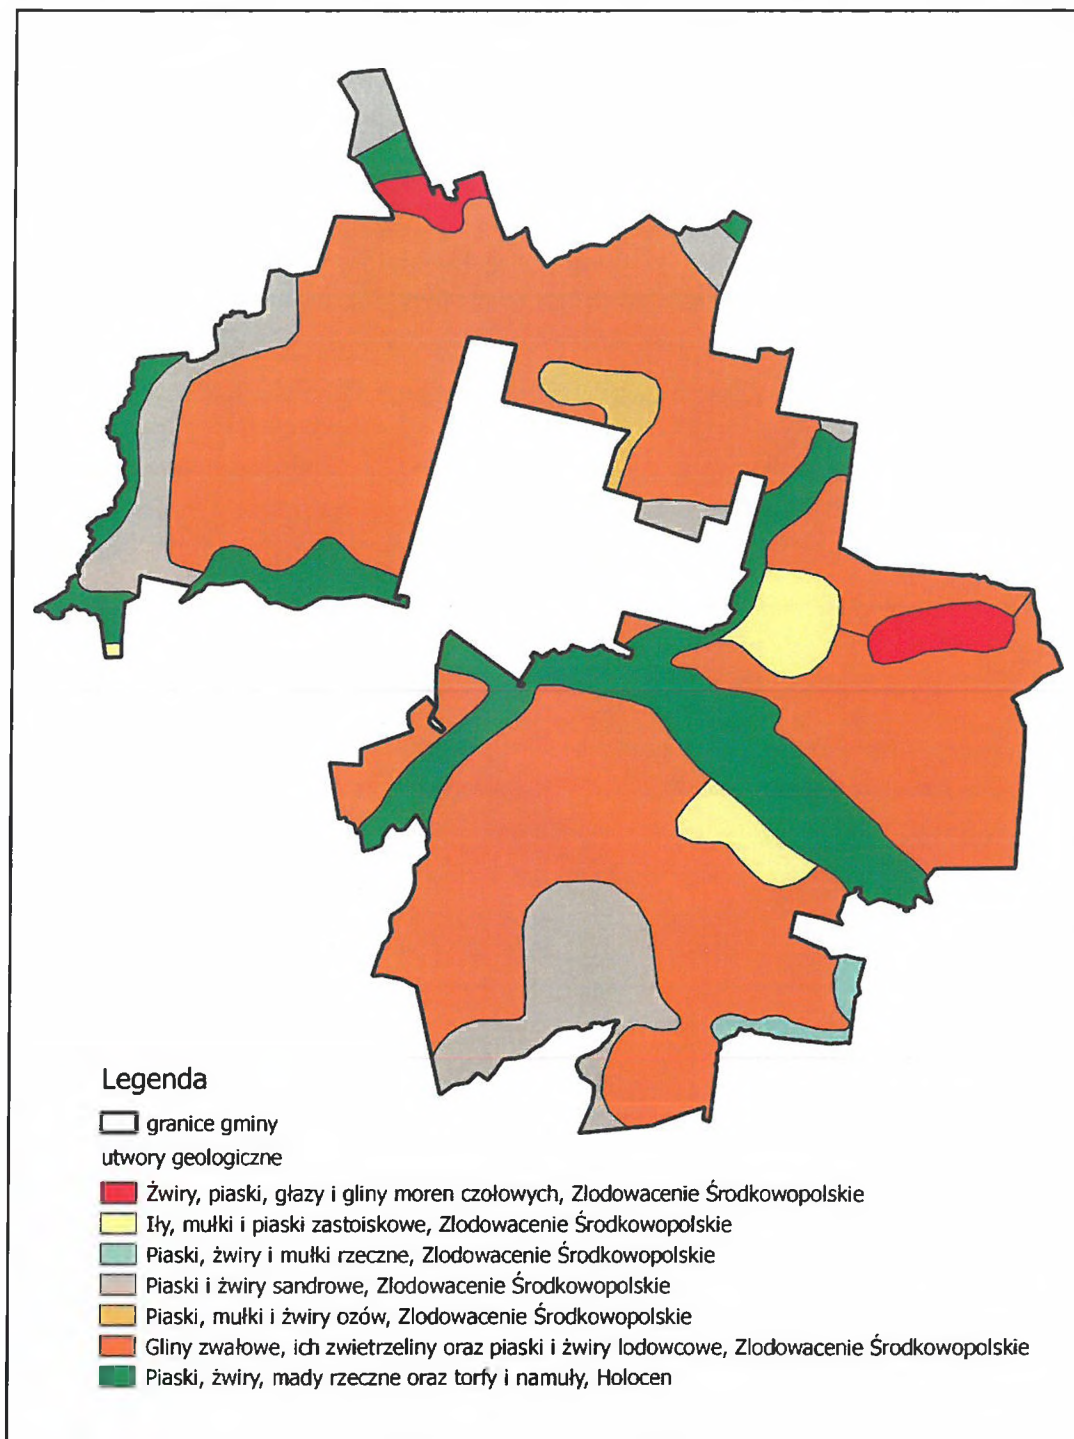 Legenda
granice gminy
utwory geologiczne
Żwiry, piaski, głazy i gliny moren czołowych, Zlodowacenie Środkowopolskie
Iły, mułki i piaski zastoiskowe, Zlodowacenie Środkowopolskie
Piaski, żwiry i mułki rzeczne, Zlodowacenie Środkowopolskie
Piaski i żwiry sandrowe, Zlodowacenie Środkowopolskie
Piaski, mułki i żwiry ozów, Zlodowacenie Środkowopolskie
Gliny zwałowe, ich zwietrzeliny oraz piaski i żwiry lodowcowe, Zlodowacenie Środkowopolskie
Piaski, żwiry, mady rzeczne oraz torfy i namuły, Holocen